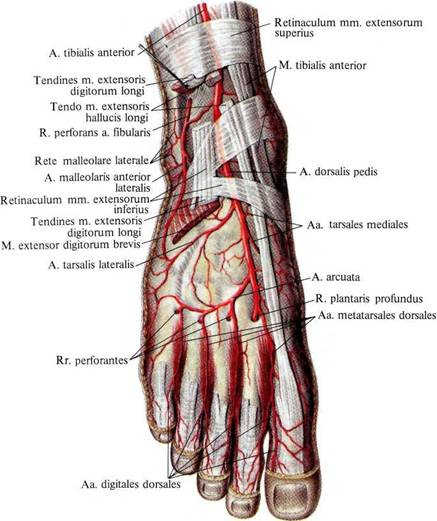 Retinaculum mm. extensorum
superius
A. tibialis anterior
M. tibialis anterior
Tendines m. extensoris
digitorum longi
Tendo m. extensoris
hallucis longi
R. perforans a. fibularis
Rete malleolare laterale
A. malleolaris anterior
lateralis
A. dorsalis pedis
Retinaculum mm. extensorum
inferius
Tendines m. extensoris
digitorum longi
Aa. tarsales mediales
M. extensor digitorum brevis
A. tarsalis lateralis
A. arcuata
R. plantaris profundus
Aa. metatarsales dorsales
Rr. perforantes
Aa. digitales dorsales